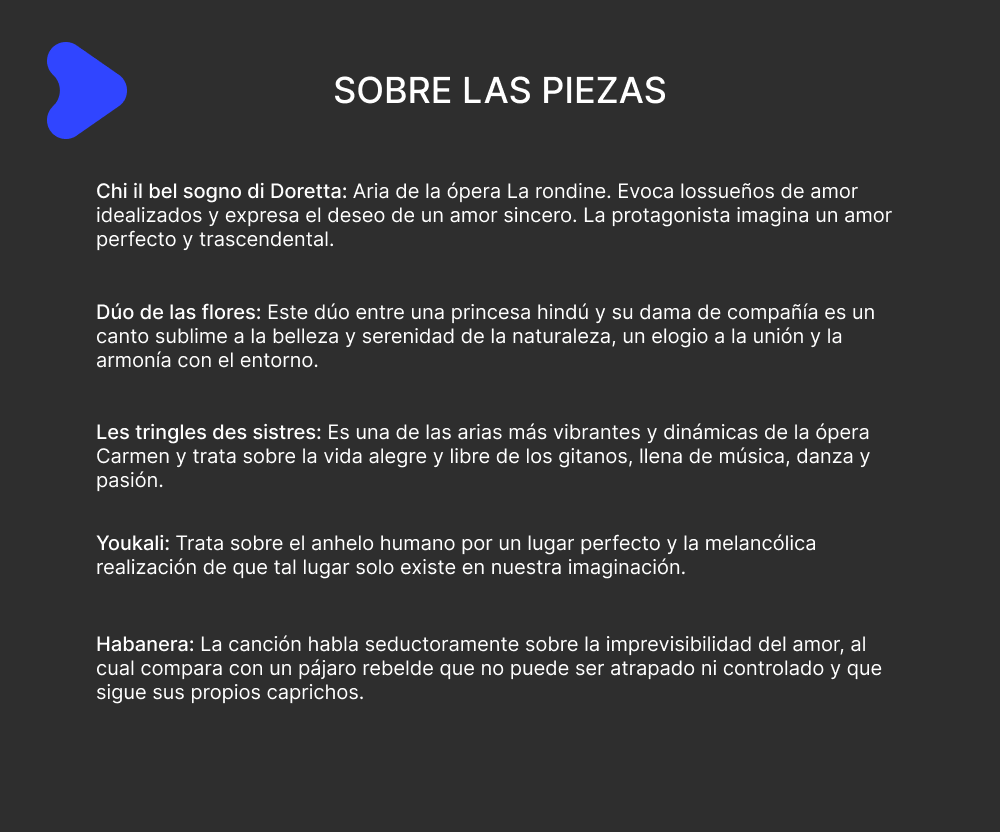 SOBRE LAS PIEZAS
Chi il bel sogno di Doretta: Aria de la ópera La rondine. Evoca lossueños de amor
idealizados y expresa el deseo de un amor sincero. La protagonista imagina un amor
perfecto y trascendental.
Dúo de las flores: Este dúo entre una princesa hindú y su dama de compañía es un
canto sublime a la belleza y serenidad de la naturaleza, un elogio a la unión y la
armonía con el entorno.
Les tringles des sistres: Es una de las arias más vibrantes y dinámicas de la ópera
Carmen y trata sobre la vida alegre y libre de los gitanos, llena de música, danza y
pasión.
Youkali: Trata sobre el anhelo humano por un lugar perfecto y la melancólica
realización de que tal lugar solo existe en nuestra imaginación.
Habanera: La canción habla seductoramente sobre la imprevisibilidad del amor, al
cual compara con un pájaro rebelde que no puede ser atrapado ni controlado y que
sigue sus propios caprichos.